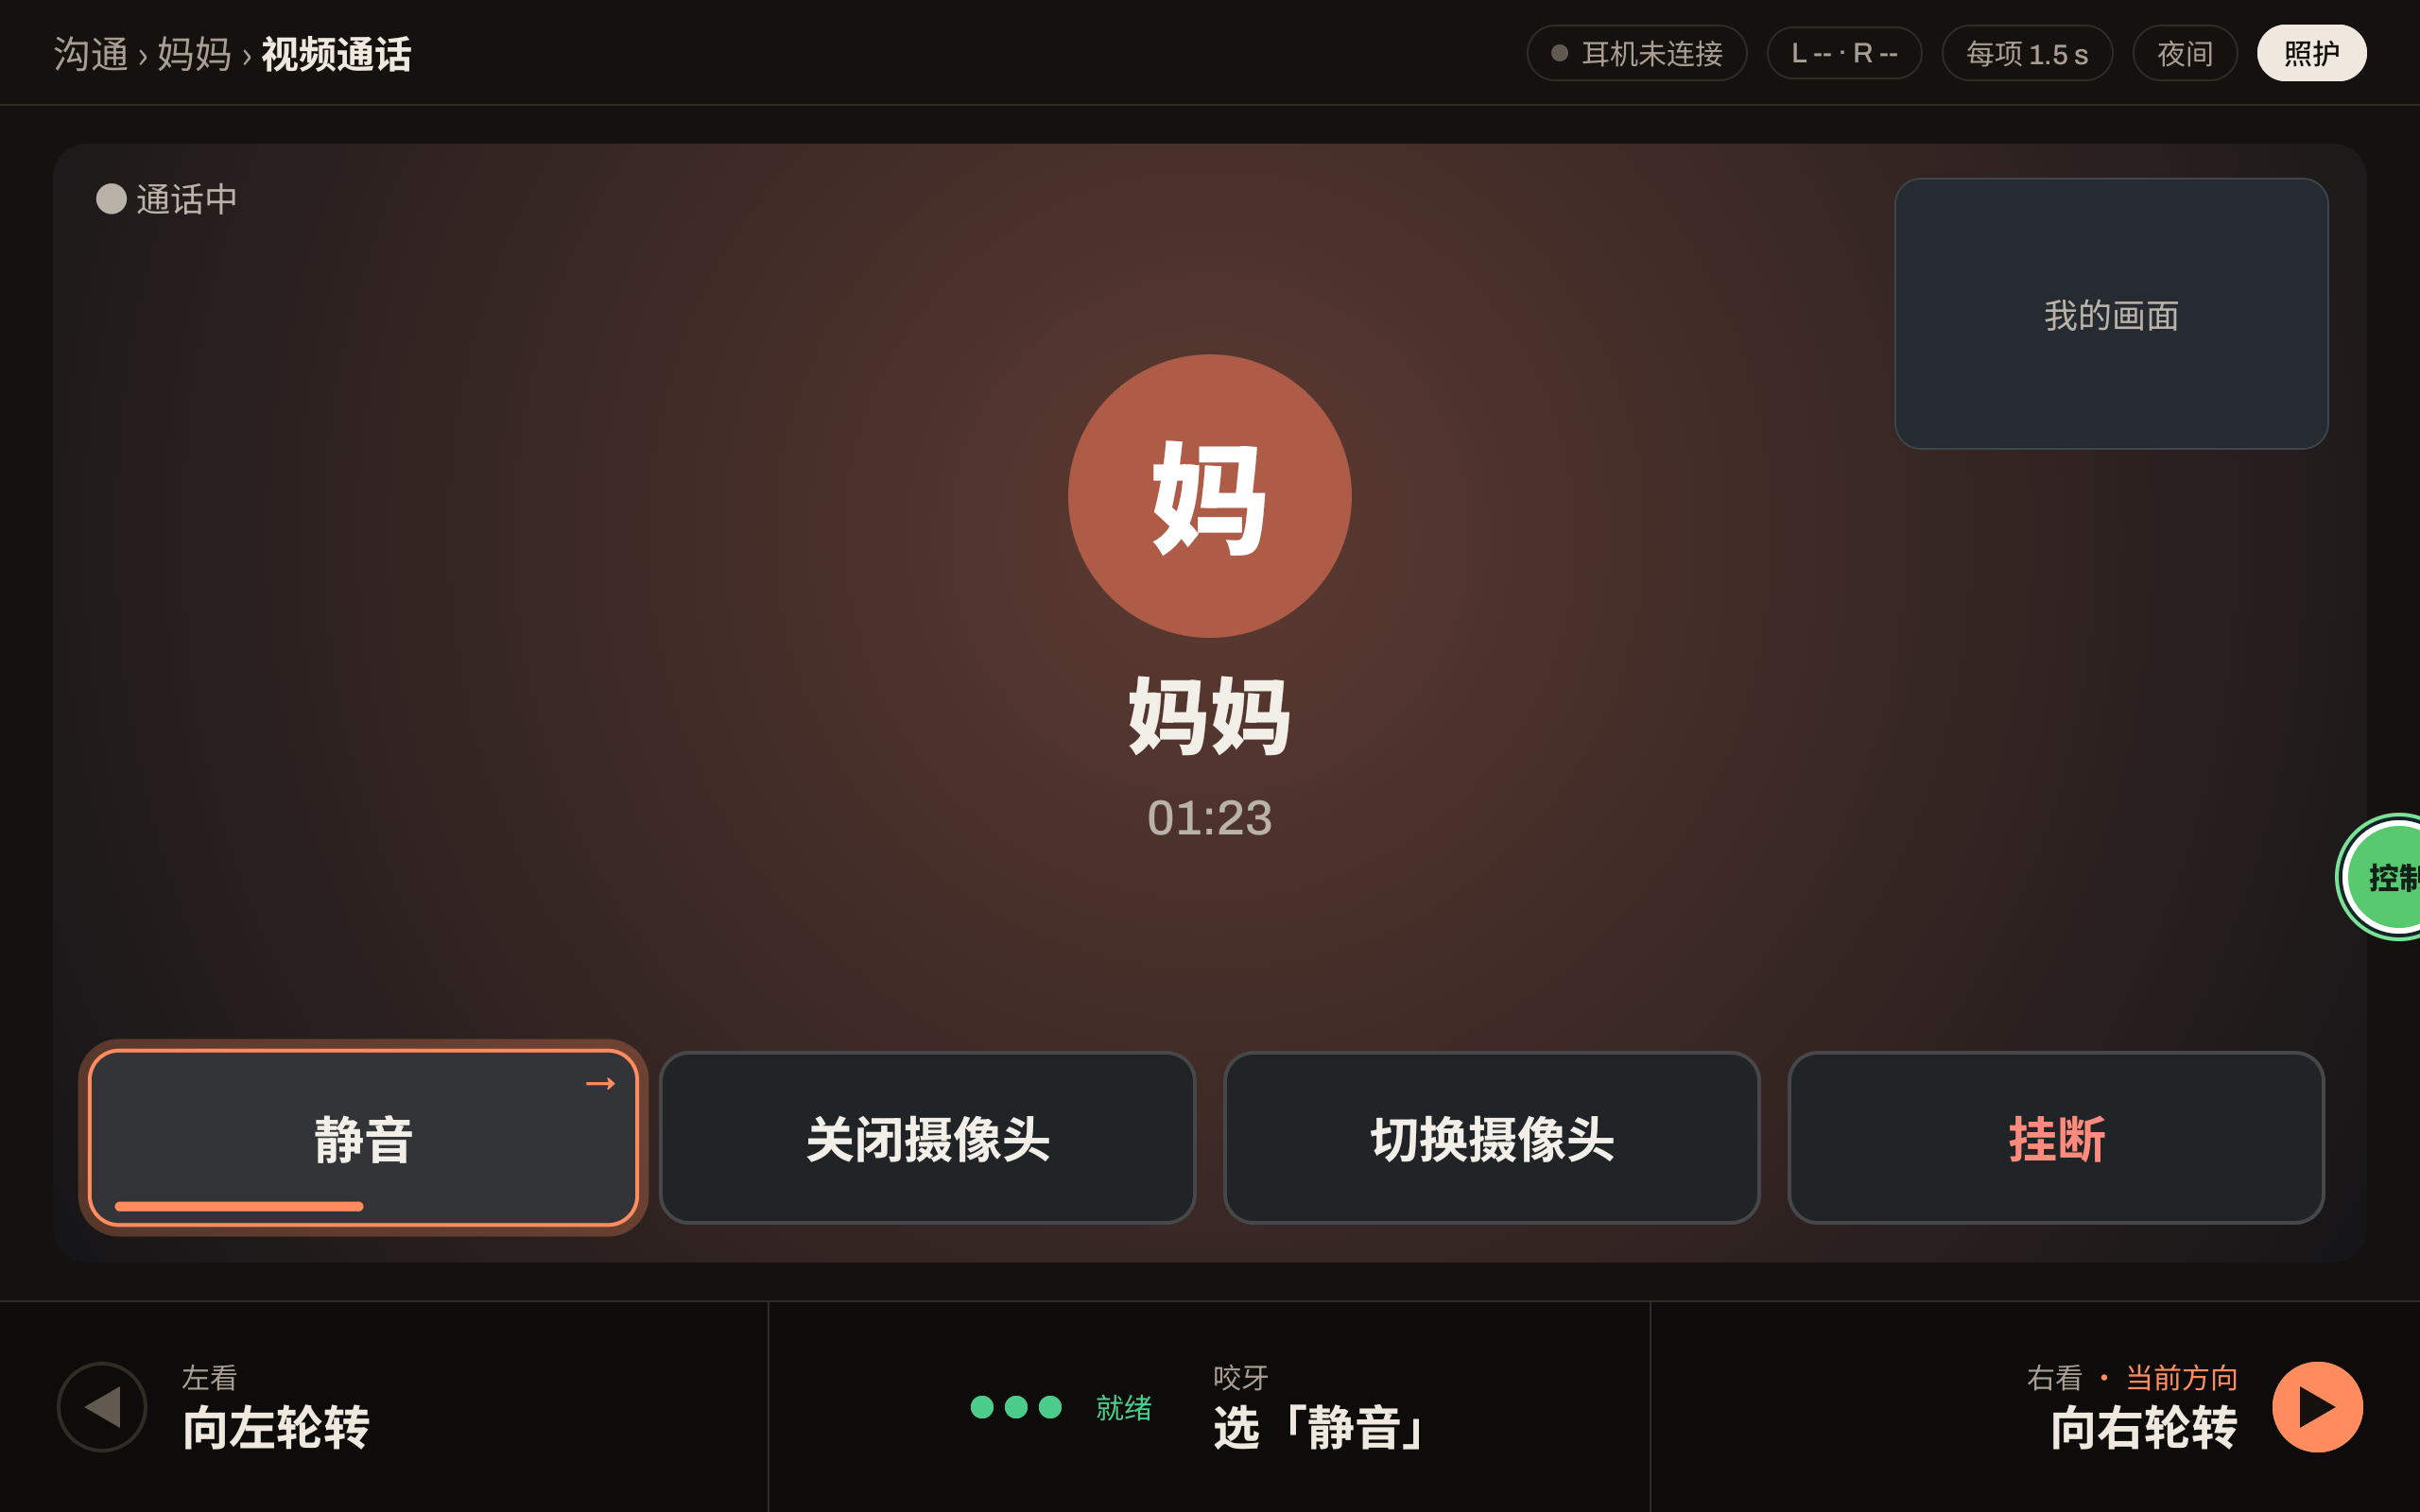 沟通 › 妈妈 › 视频通话
耳机未连接
L -- · R --
每项 1.5 s
夜间
照护
通话中
我的画面
妈
妈妈
01:23
控制
→
静音
关闭摄像头
切换摄像头
挂断
左看
向左轮转
就绪
咬牙
选「静音」
右看 · 当前方向
向右轮转